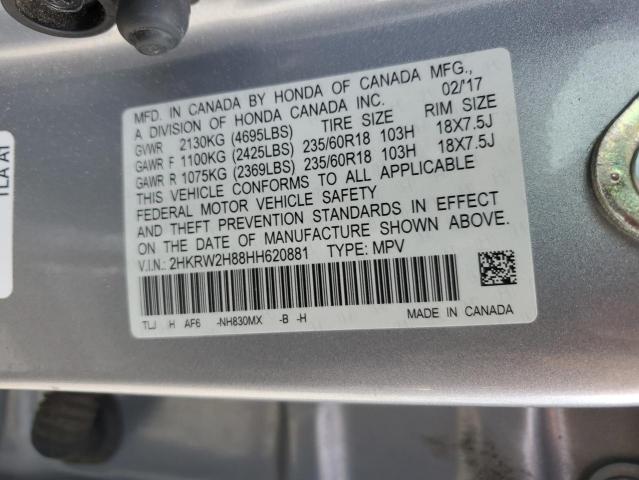 MFD. IN CANADA BY HONDA OF CANADA MFG.,
A DIVISION OF HONDA CANADA INC. 02/'17
GVWR 2130KG (4695LBS) TIRE SIZE RIM SIZE
GAWR F 1100KG (2425LBS) 235/60R18 103H 18X7.5J
GAWR R 1075KG (2369LBS) 235/60R18 103H 18X7.5J
THIS VEHICLE CONFORMS TO ALL APPLICABLE
FEDERAL MOTOR VEHICLE SAFETY
AND THEFT PREVENTION STANDARDS IN EFFECT
ON THE DATE OF MANUFACTURE SHOWN ABOVE.
V.I.N.: 2HKRW2H88HH620881 TYPE: MPV
TLJ H AF6 -NH830MX -B -H
MADE IN CANADA
TLA A1